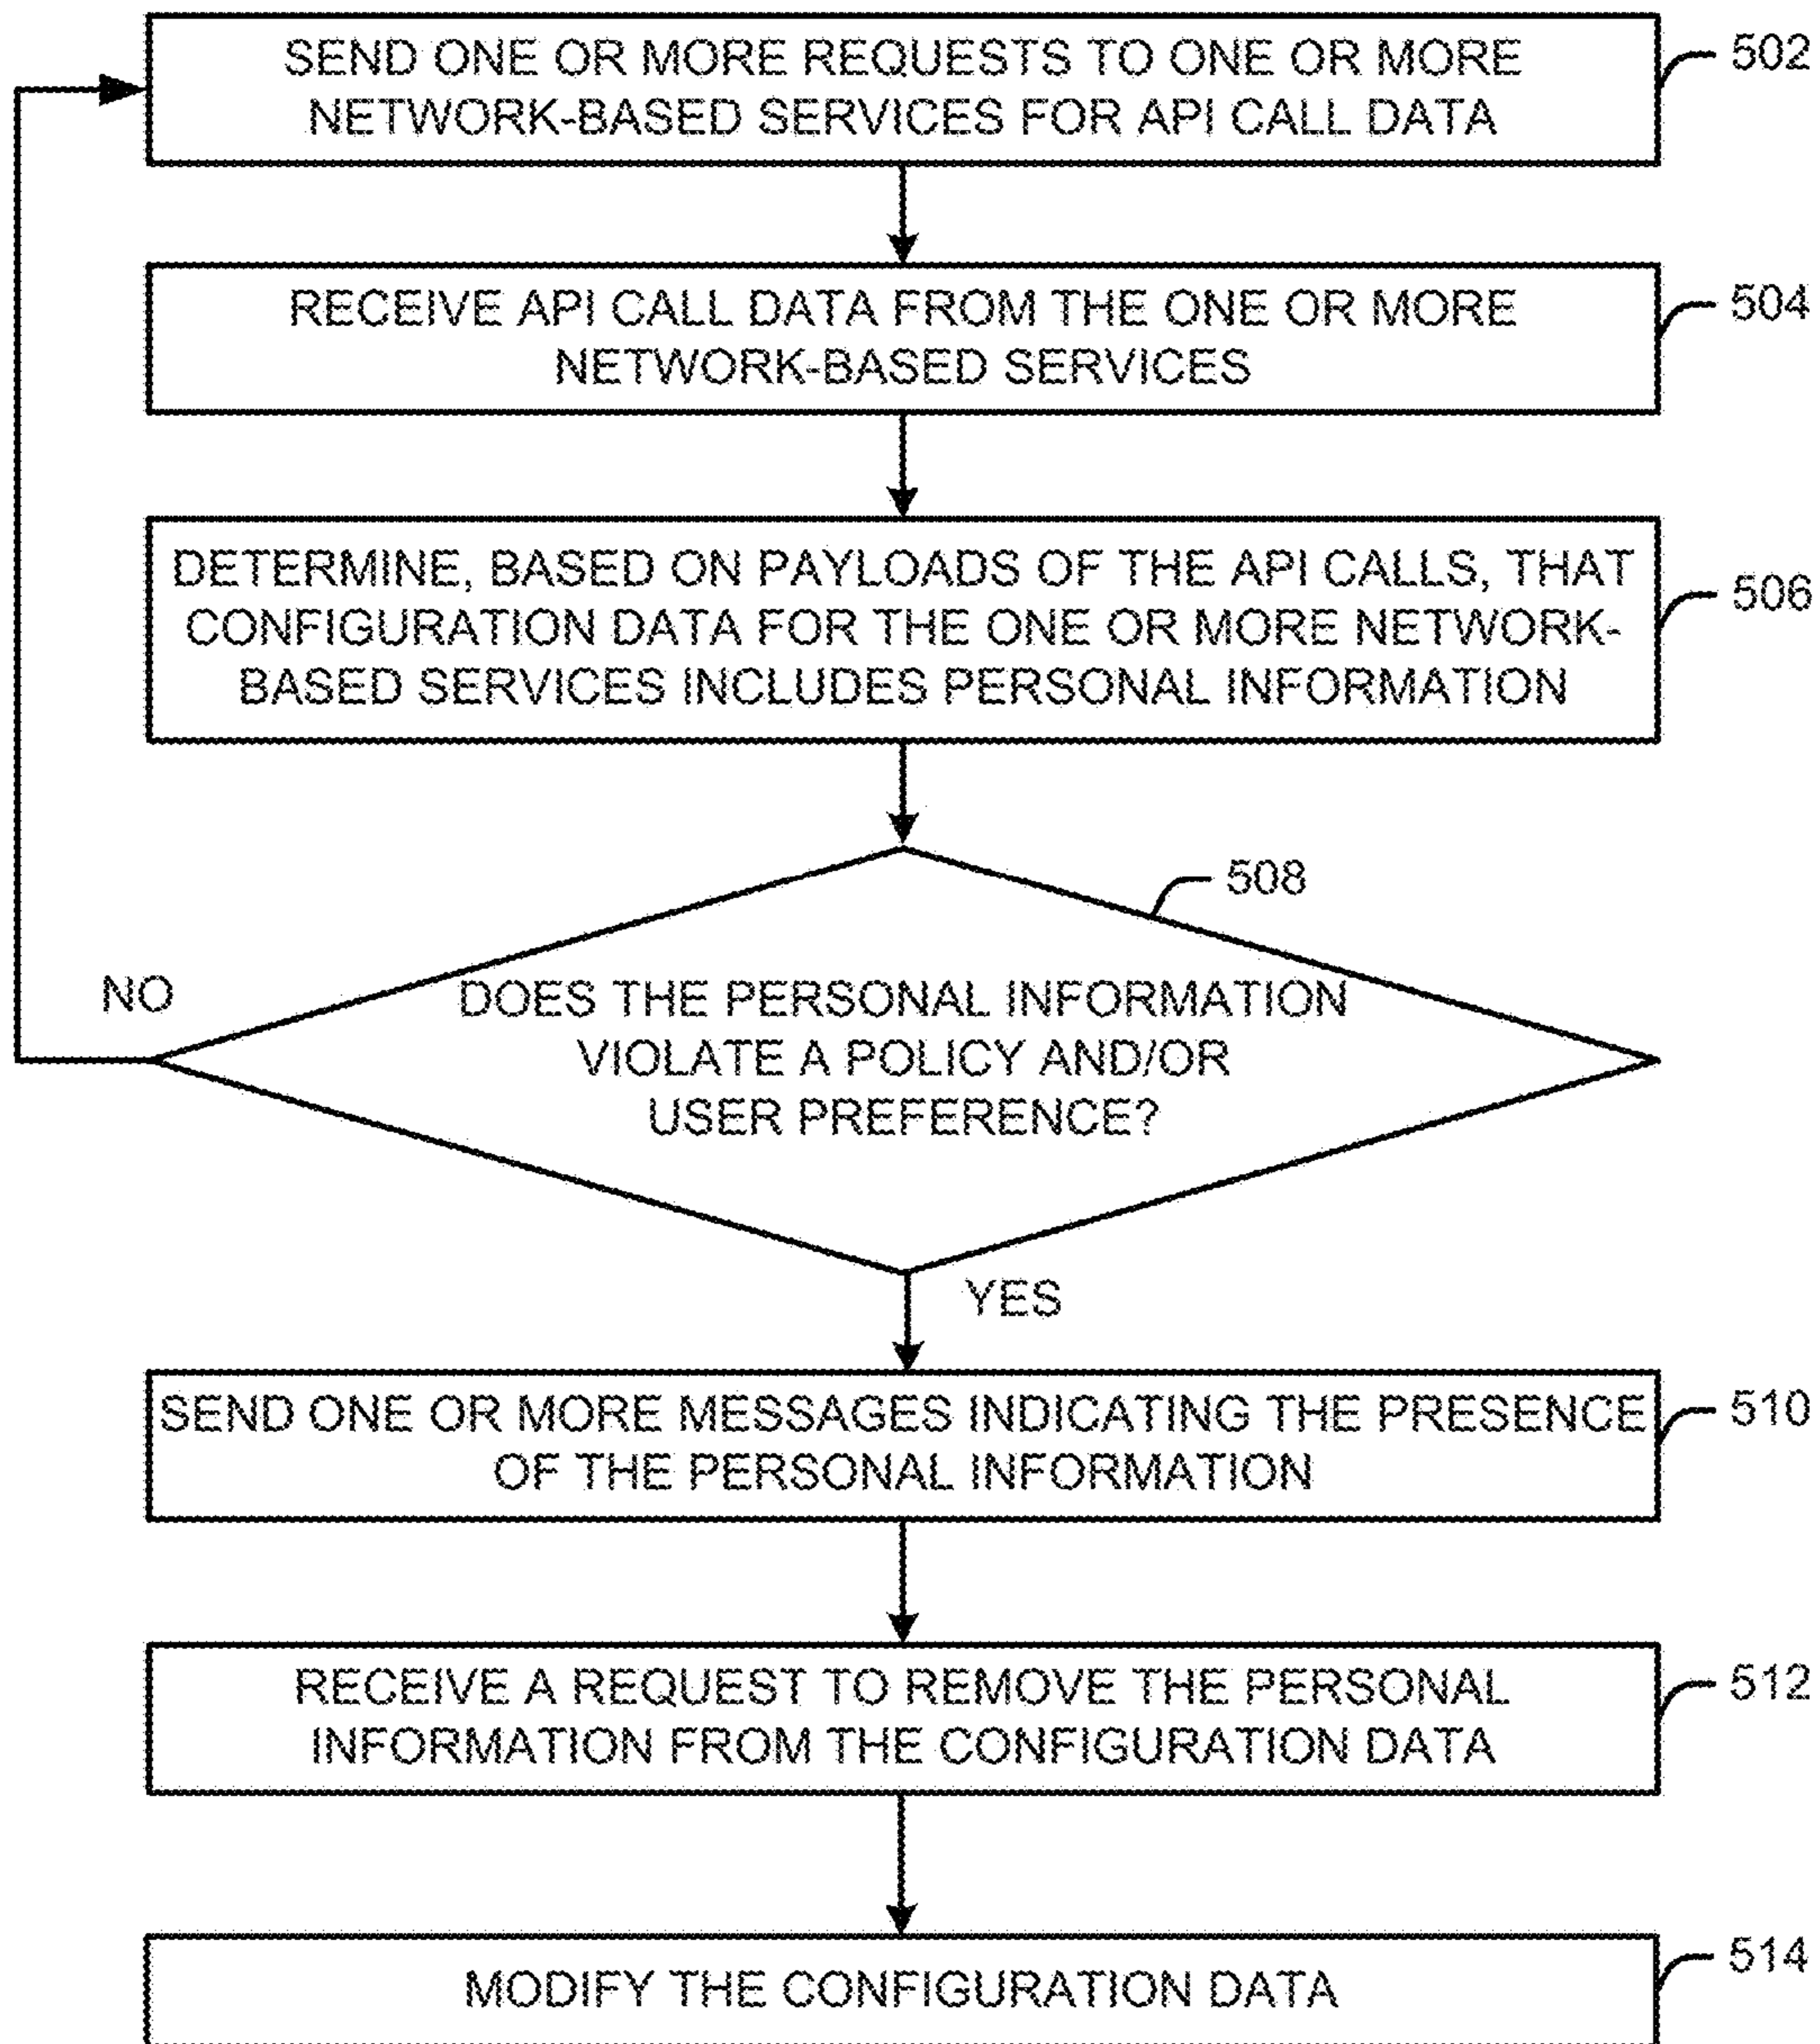 SEND ONE OR MORE REQUESTS TO ONE OR MORE
NETWORK-BASED SERVICES FOR API CALL DATA
502
RECEIVE API CALL DATA FROM THE ONE OR MORE
NETWORK-BASED SERVICES
504
DETERMINE, BASED ON PAYLOADS OF THE API CALLS, THAT
CONFIGURATION DATA FOR THE ONE OR MORE NETWORK-
BASED SERVICES INCLUDES PERSONAL INFORMATION
506
508
NO
DOES THE PERSONAL INFORMATION
VIOLATE A POLICY AND/OR
USER PREFERENCE?
YES
SEND ONE OR MORE MESSAGES INDICATING THE PRESENCE
OF THE PERSONAL INFORMATION
510
RECEIVE A REQUEST TO REMOVE THE PERSONAL
INFORMATION FROM THE CONFIGURATION DATA
512
MODIFY THE CONFIGURATION DATA
514